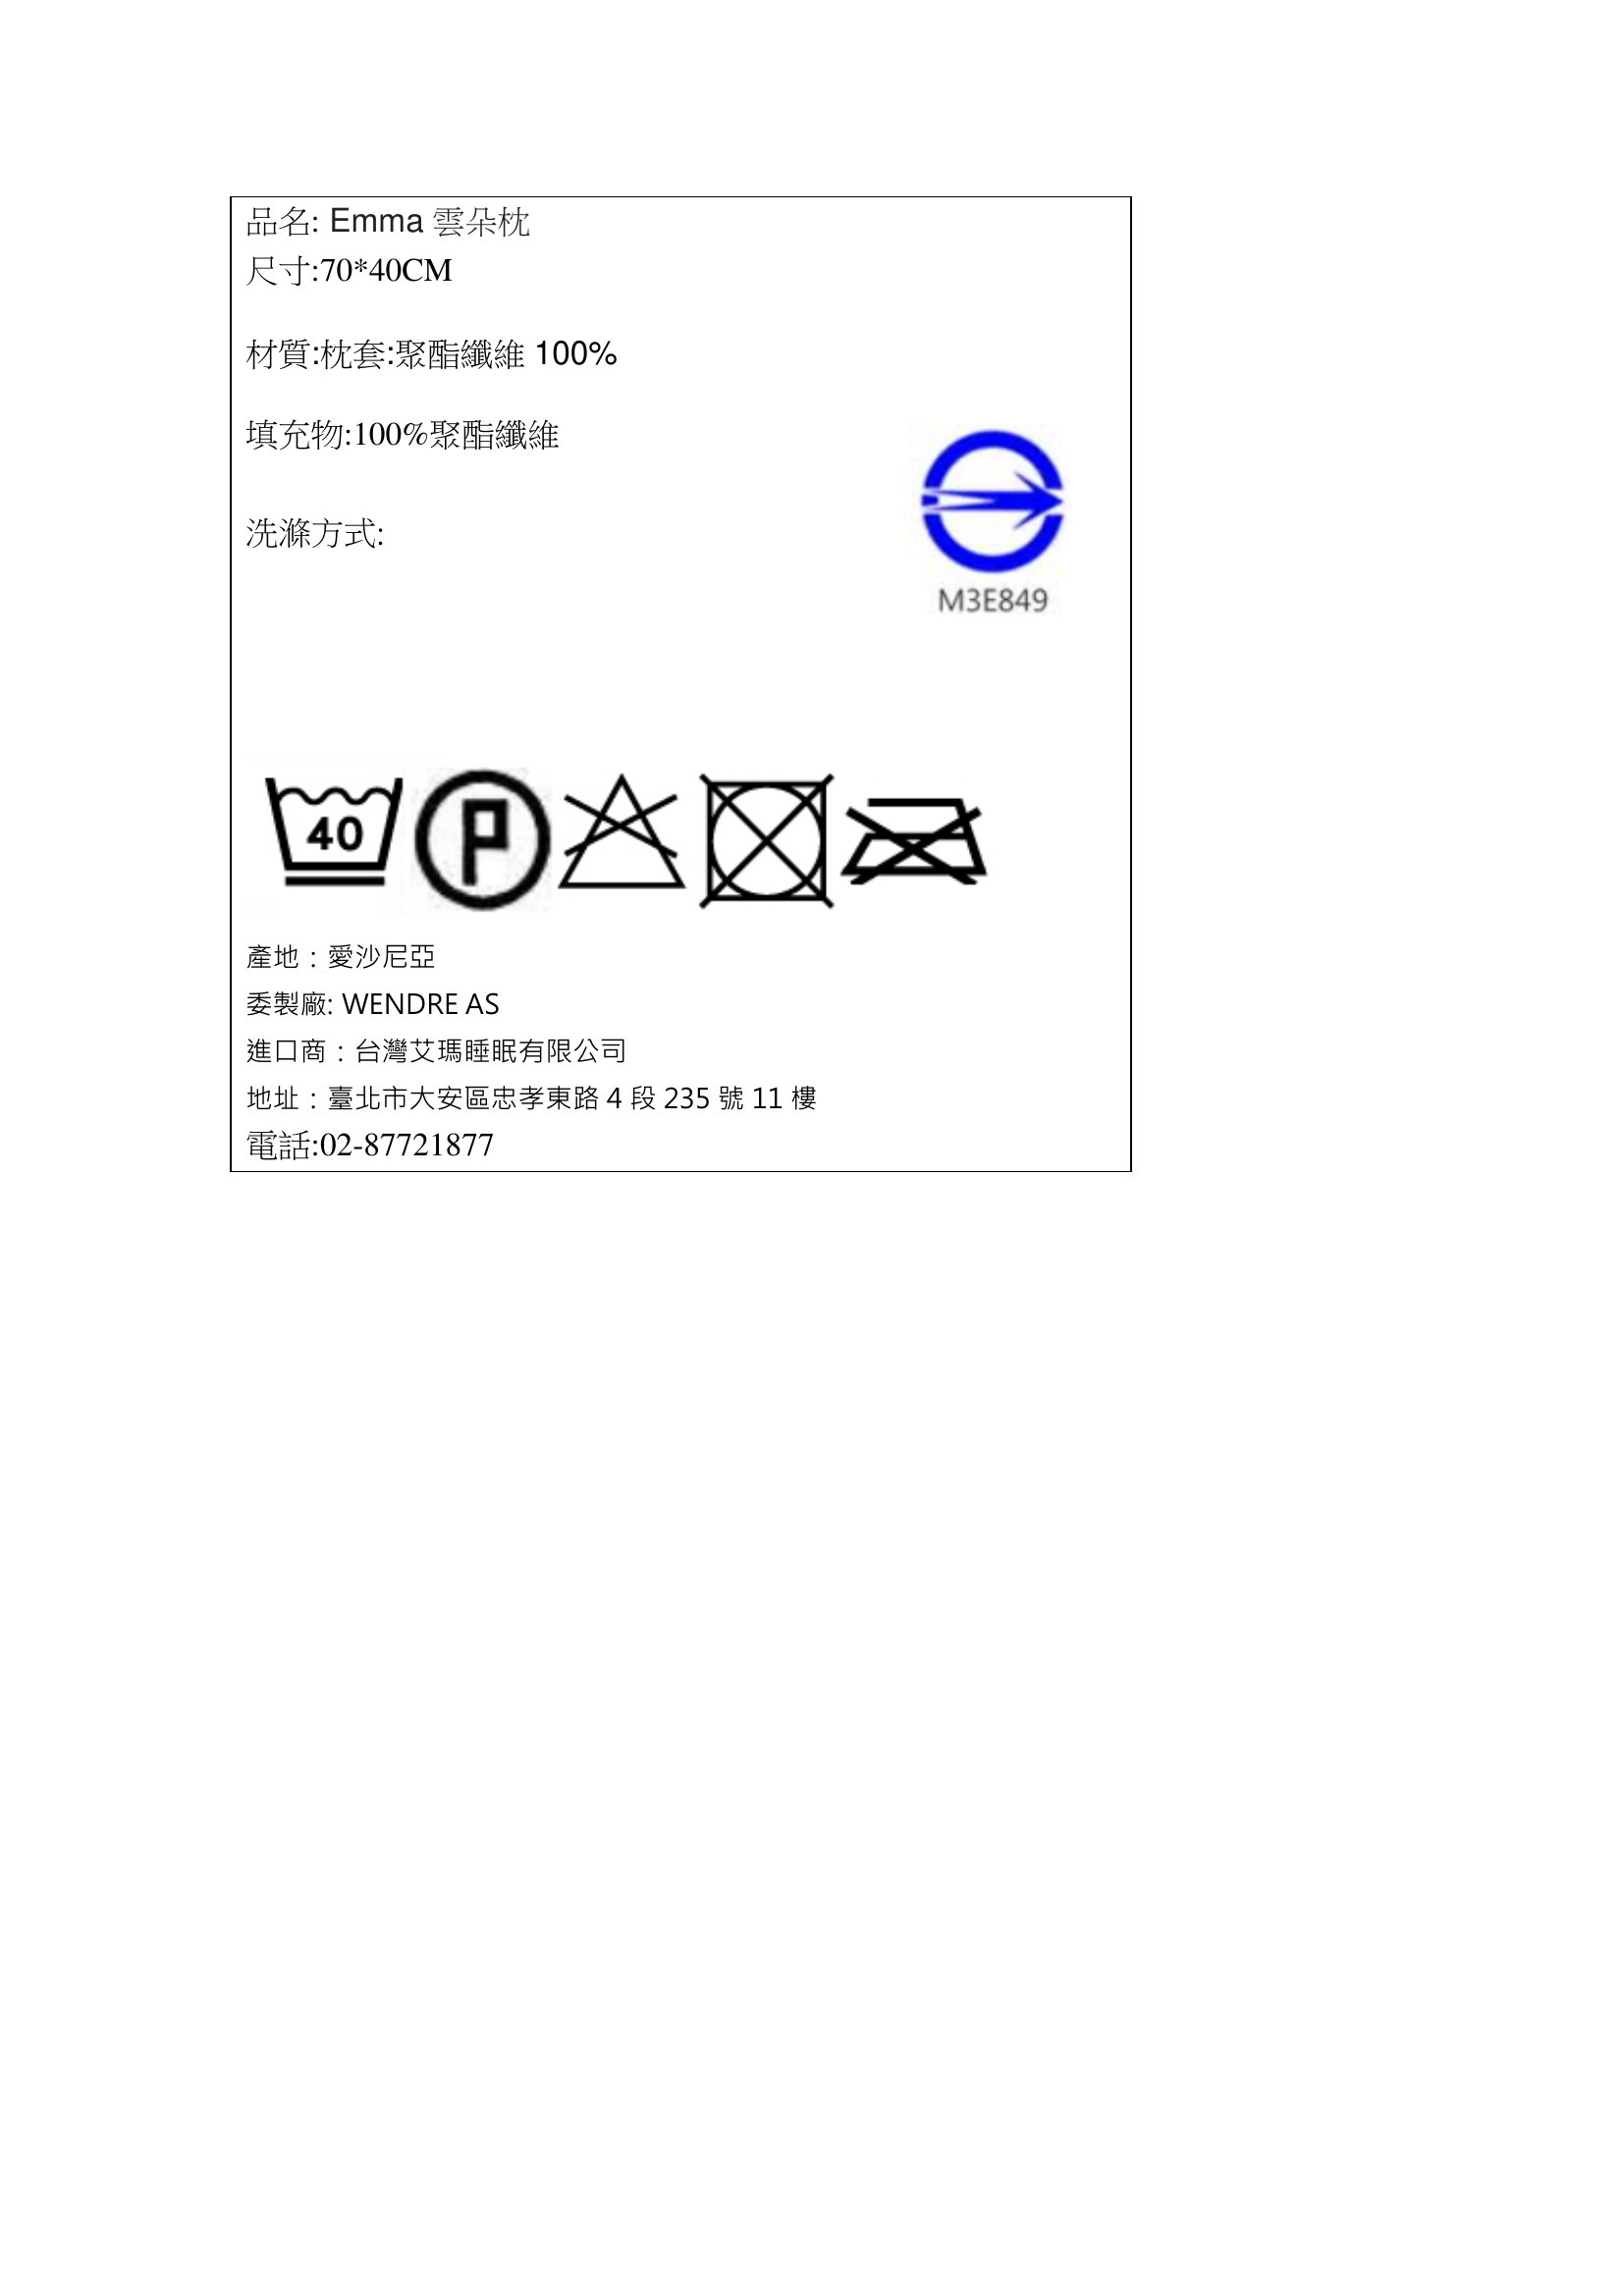 品名: Emma 雲朵枕
尺寸:70*40CM
材質:枕套:聚酯纖維 100%
填充物:100%聚酯纖維
洗滌方式:
M3E849
40
P
產地：愛沙尼亞
委製廠: WENDRE AS
進口商：台灣艾瑪睡眠有限公司
地址：臺北市大安區忠孝東路 4 段 235 號 11 樓
電話:02-87721877